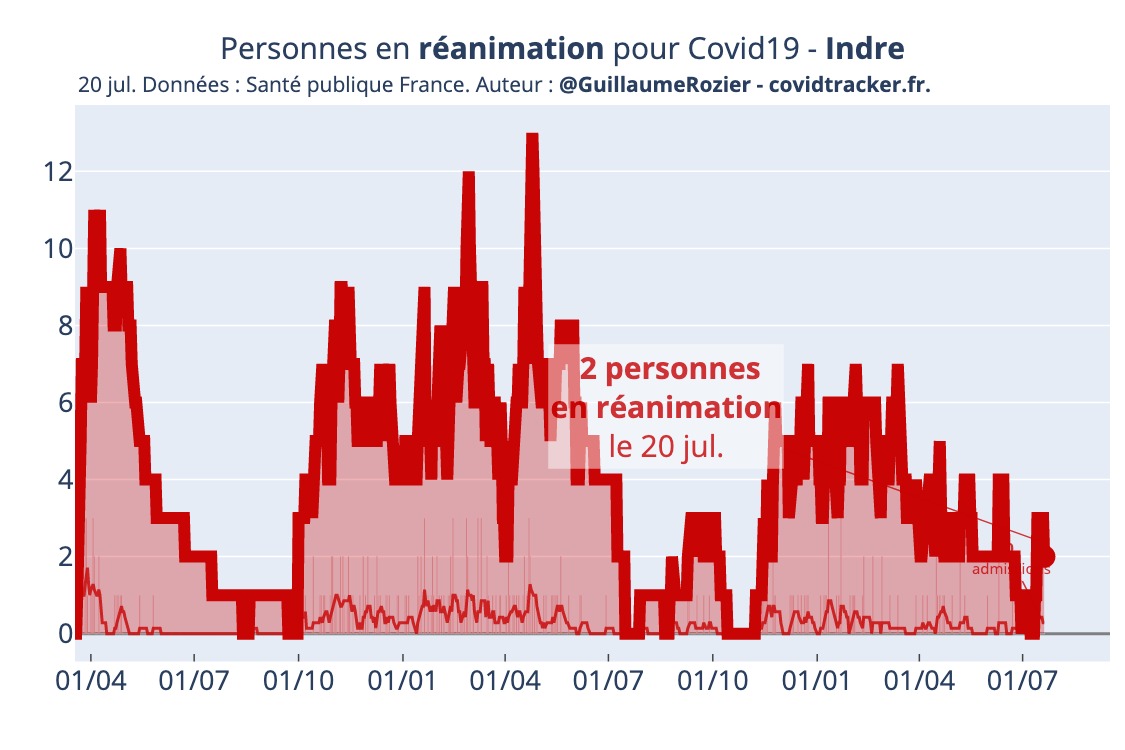 Personnes en réanimation pour Covid19 - Indre
20 jul. Données : Santé publique France. Auteur : @GuillaumeRozier - covidtracker.fr.
12
10
8
6
4
2
0
2 personnes
en réanimation
le 20 jul.
admissions
01/04 01/07 01/10 01/01 01/04 01/07 01/10 01/01 01/04 01/07